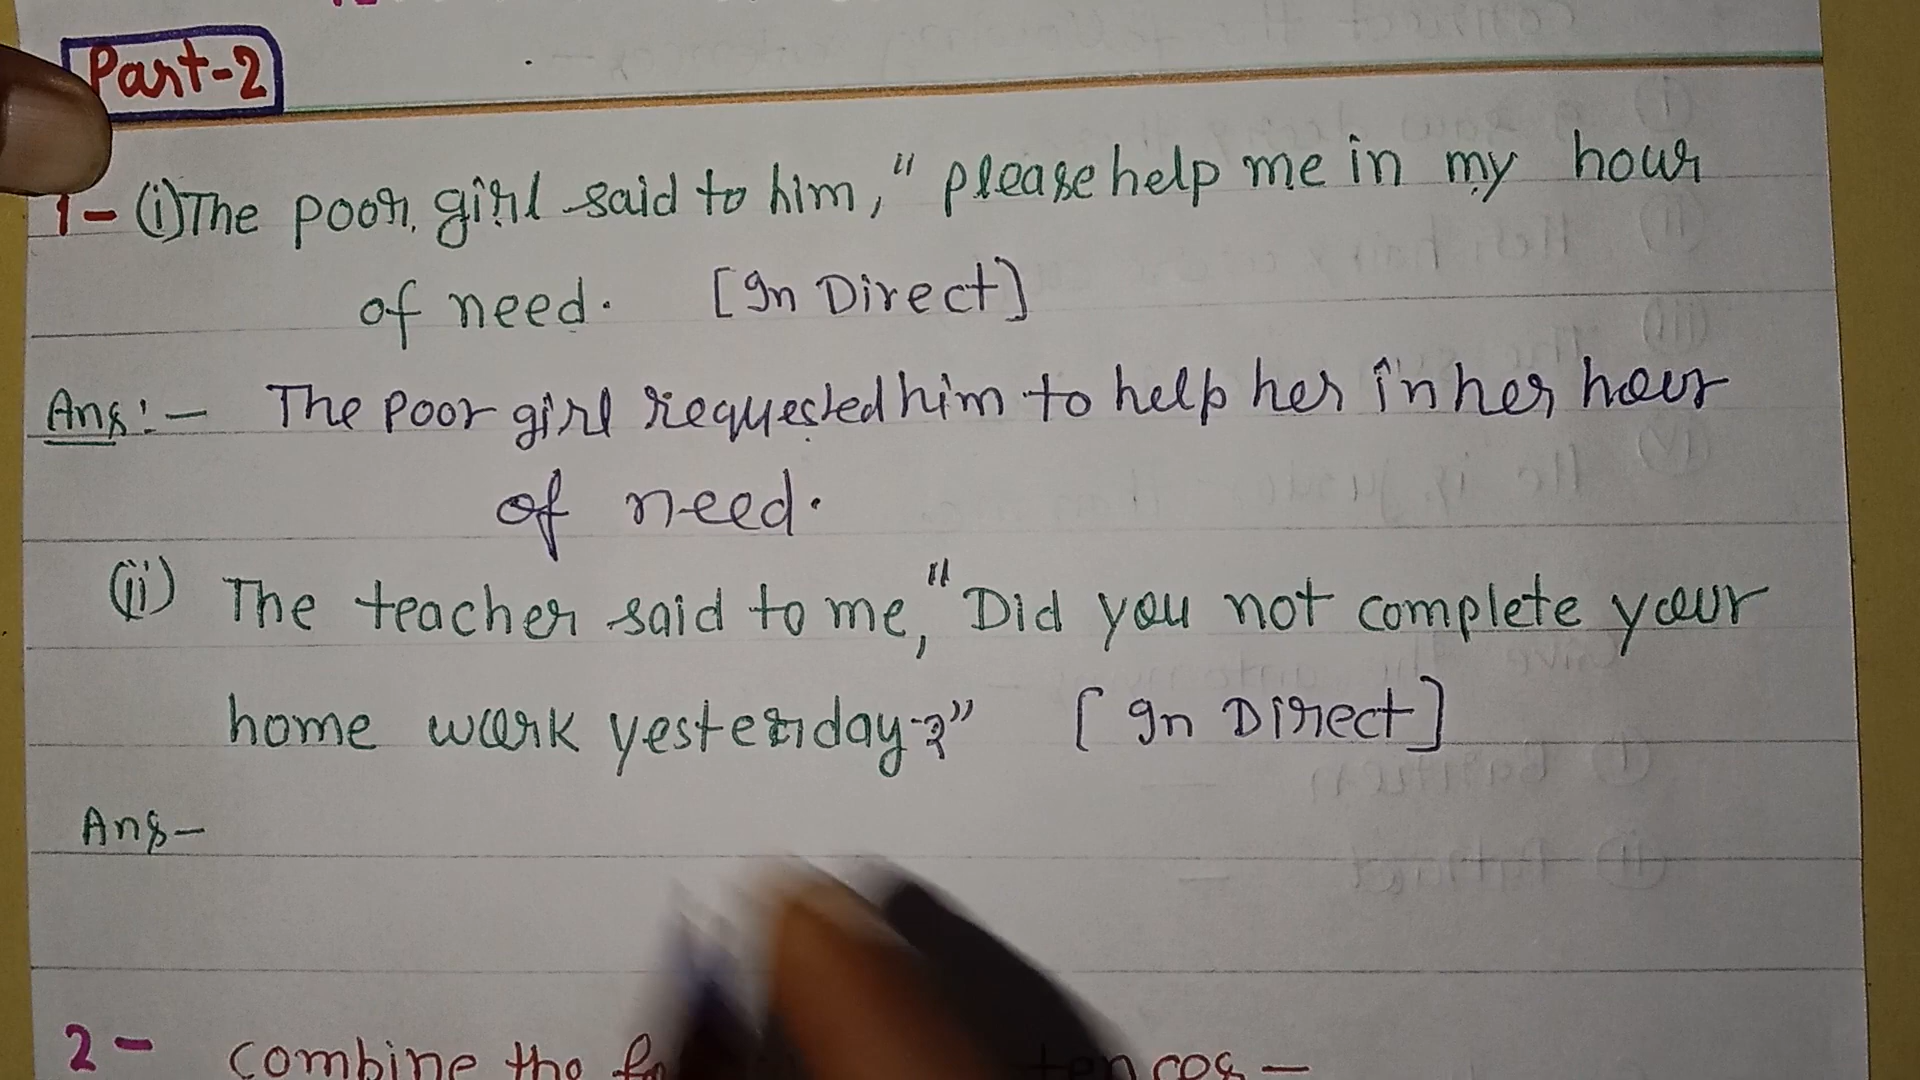 Part-2
1- (i) The poor girl said to him, " please help me in my hour
of need. [In Direct]
Ans:- The poor girl requested him to help her in her hour
of need.
(ii) The teacher said to me, "Did you not complete your
home work yesterday-?" [In Direct]
Ans-
2- combine the